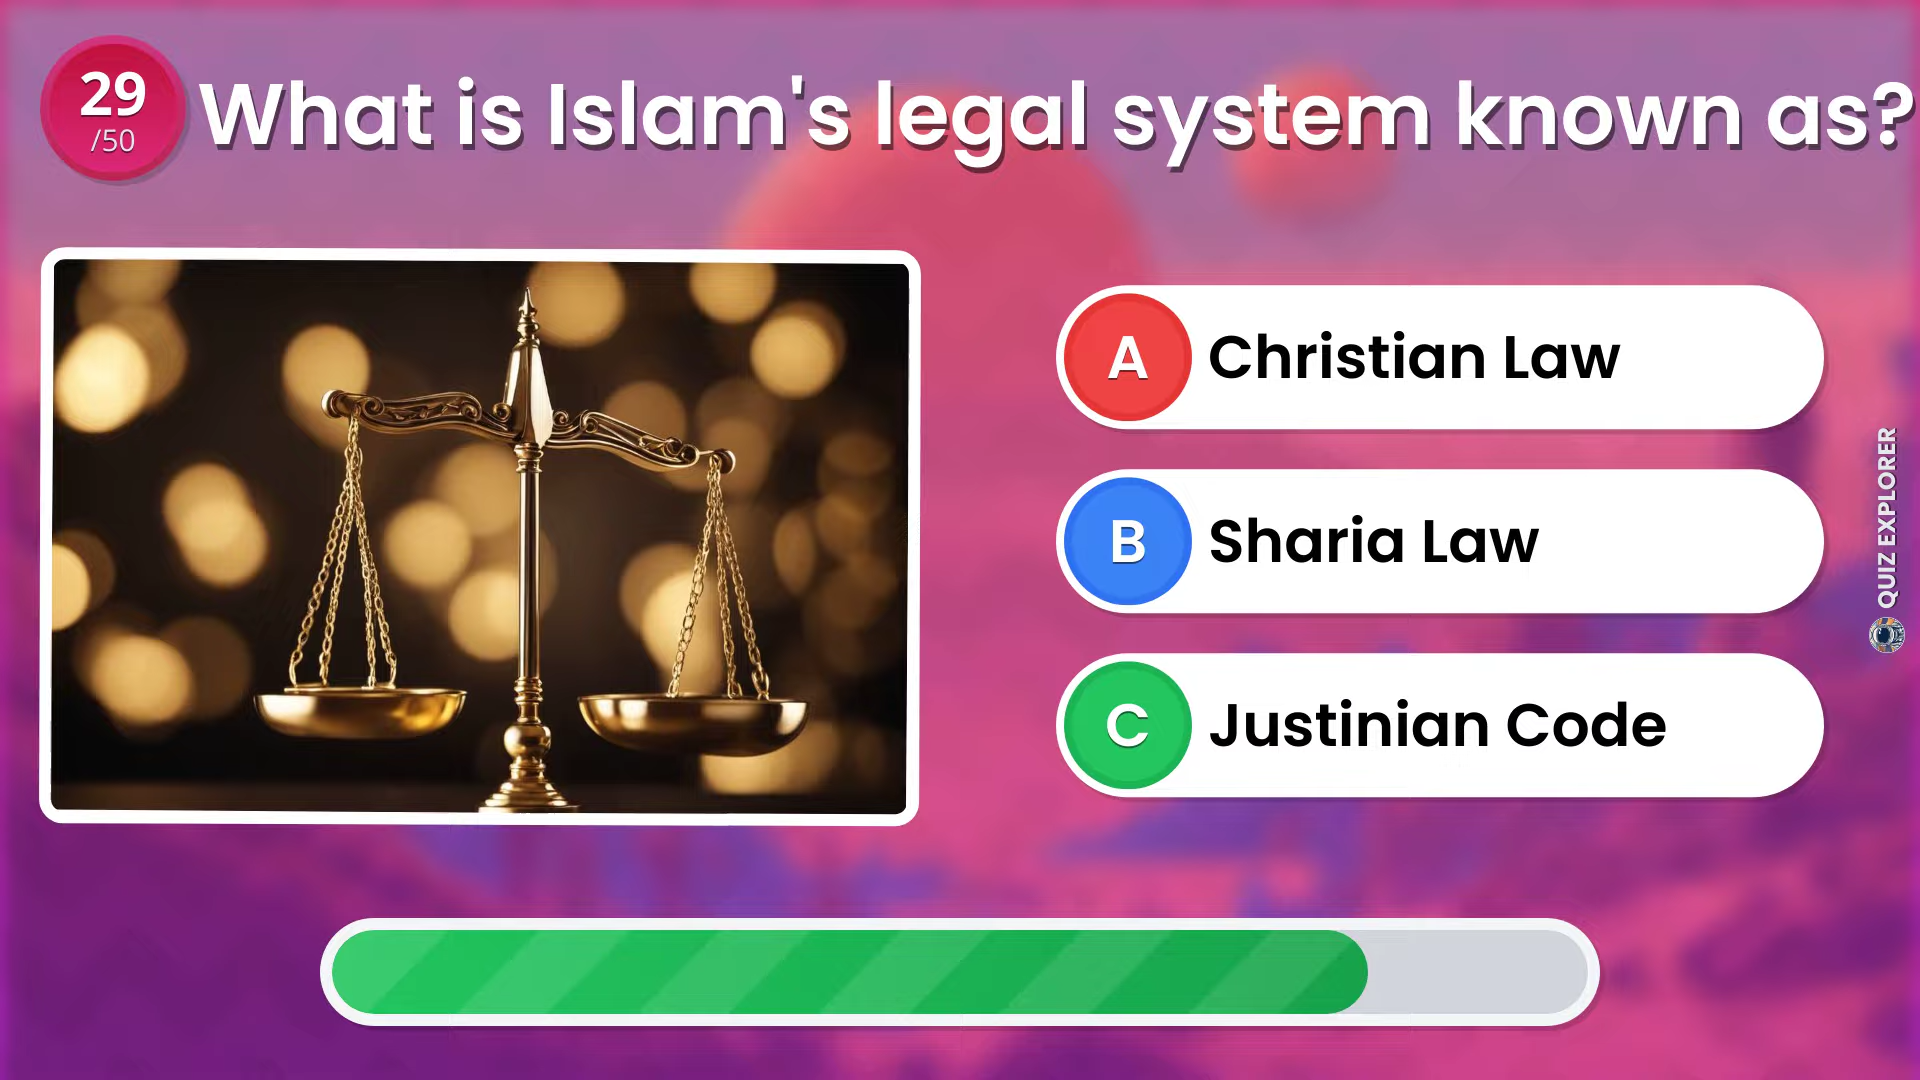 29
/50
What is Islam's legal system known as?
A Christian Law
B Sharia Law
C Justinian Code
QUIZ EXPLORER